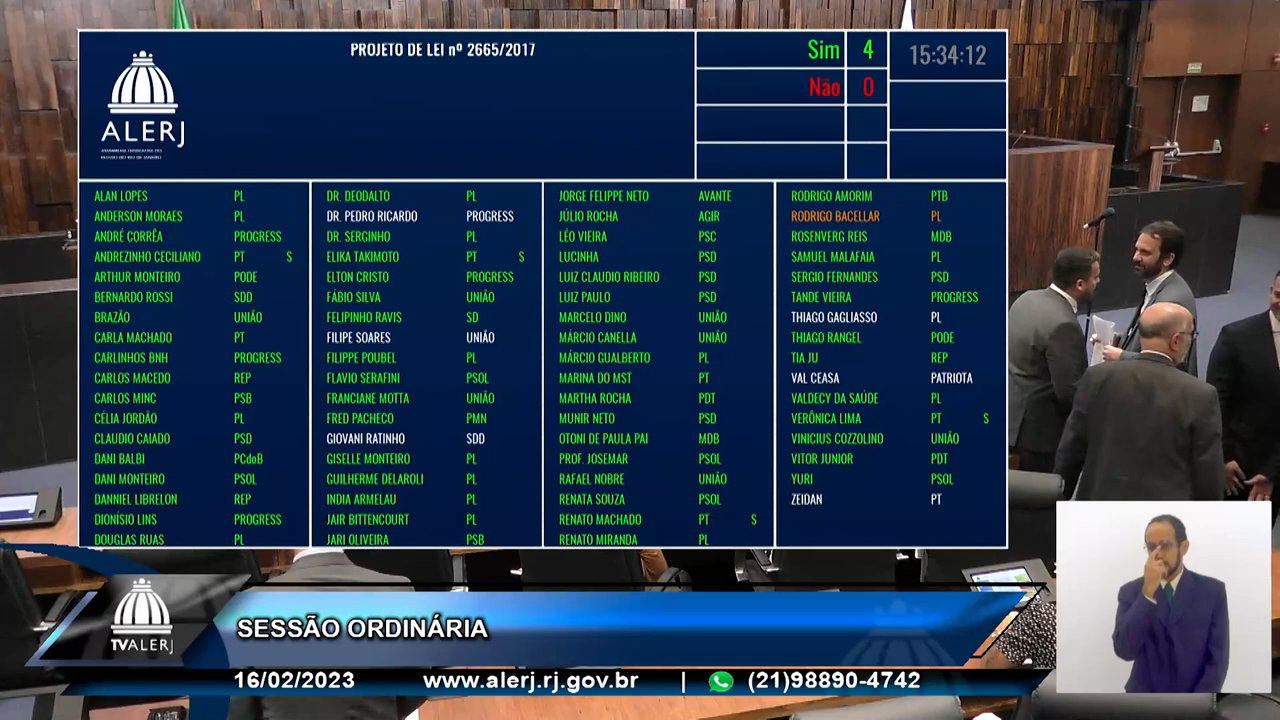 PROJETO DE LEI nº 2665/2017
Sim 4
Não 0
15:34:12
ALERJ
ALAN LOPES PL
ANDERSON MORAES PL
ANDRÉ CORRÊA PROGRESS
ANDREZINHO CECILIANO PT S
ARTHUR MONTEIRO PODE
BERNARDO ROSSI SDD
BRAZÃO UNIÃO
CARLA MACHADO PT
CARLINHOS BNH PROGRESS
CARLOS MACEDO REP
CARLOS MINC PSB
CÉLIA JORDÃO PL
CLAUDIO CAIADO PSD
DANI BALBI PCdoB
DANI MONTEIRO PSOL
DANNIEL LIBRELON REP
DIONÍSIO LINS PROGRESS
DOUGLAS RUAS PL
DR. DEODALTO PL
DR. PEDRO RICARDO PROGRESS
DR. SERGINHO PL
ELIKA TAKIMOTO PT S
ELTON CRISTO PROGRESS
FÁBIO SILVA UNIÃO
FELIPINHO RAVIS SD
FILIPE SOARES UNIÃO
FILIPPE POUBEL PL
FLAVIO SERAFINI PSOL
FRANCIANE MOTTA UNIÃO
FRED PACHECO PMN
GIOVANI RATINHO SDD
GISELLE MONTEIRO PL
GUILHERME DELAROLI PL
INDIA ARMELAU PL
JAIR BITTENCOURT PL
JARI OLIVEIRA PSB
JORGE FELIPPE NETO AVANTE
JÚLIO ROCHA AGIR
LÉO VIEIRA PSC
LUCINHA PSD
LUIZ CLAUDIO RIBEIRO PSD
LUIZ PAULO PSD
MARCELO DINO UNIÃO
MÁRCIO CANELLA UNIÃO
MÁRCIO GUALBERTO PL
MARINA DO MST PT
MARTHA ROCHA PDT
MUNIR NETO PSD
OTONI DE PAULA PAI MDB
PROF. JOSEMAR PSOL
RAFAEL NOBRE UNIÃO
RENATA SOUZA PSOL
RENATO MACHADO PT S
RENATO MIRANDA PL
RODRIGO AMORIM PTB
RODRIGO BACELLAR PL
ROSENVERG REIS MDB
SAMUEL MALAFAIA PL
SERGIO FERNANDES PSD
TANDE VIEIRA PROGRESS
THIAGO GAGLIASSO PL
THIAGO RANGEL PODE
TIA JU REP
VAL CEASA PATRIOTA
VALDECY DA SAÚDE PL
VERÔNICA LIMA PT S
VINICIUS COZZOLINO UNIÃO
VITOR JUNIOR PDT
YURI PSOL
ZEIDAN PT
TVALERJ
SESSÃO ORDINÁRIA
16/02/2023 www.alerj.rj.gov.br | (21)98890-4742